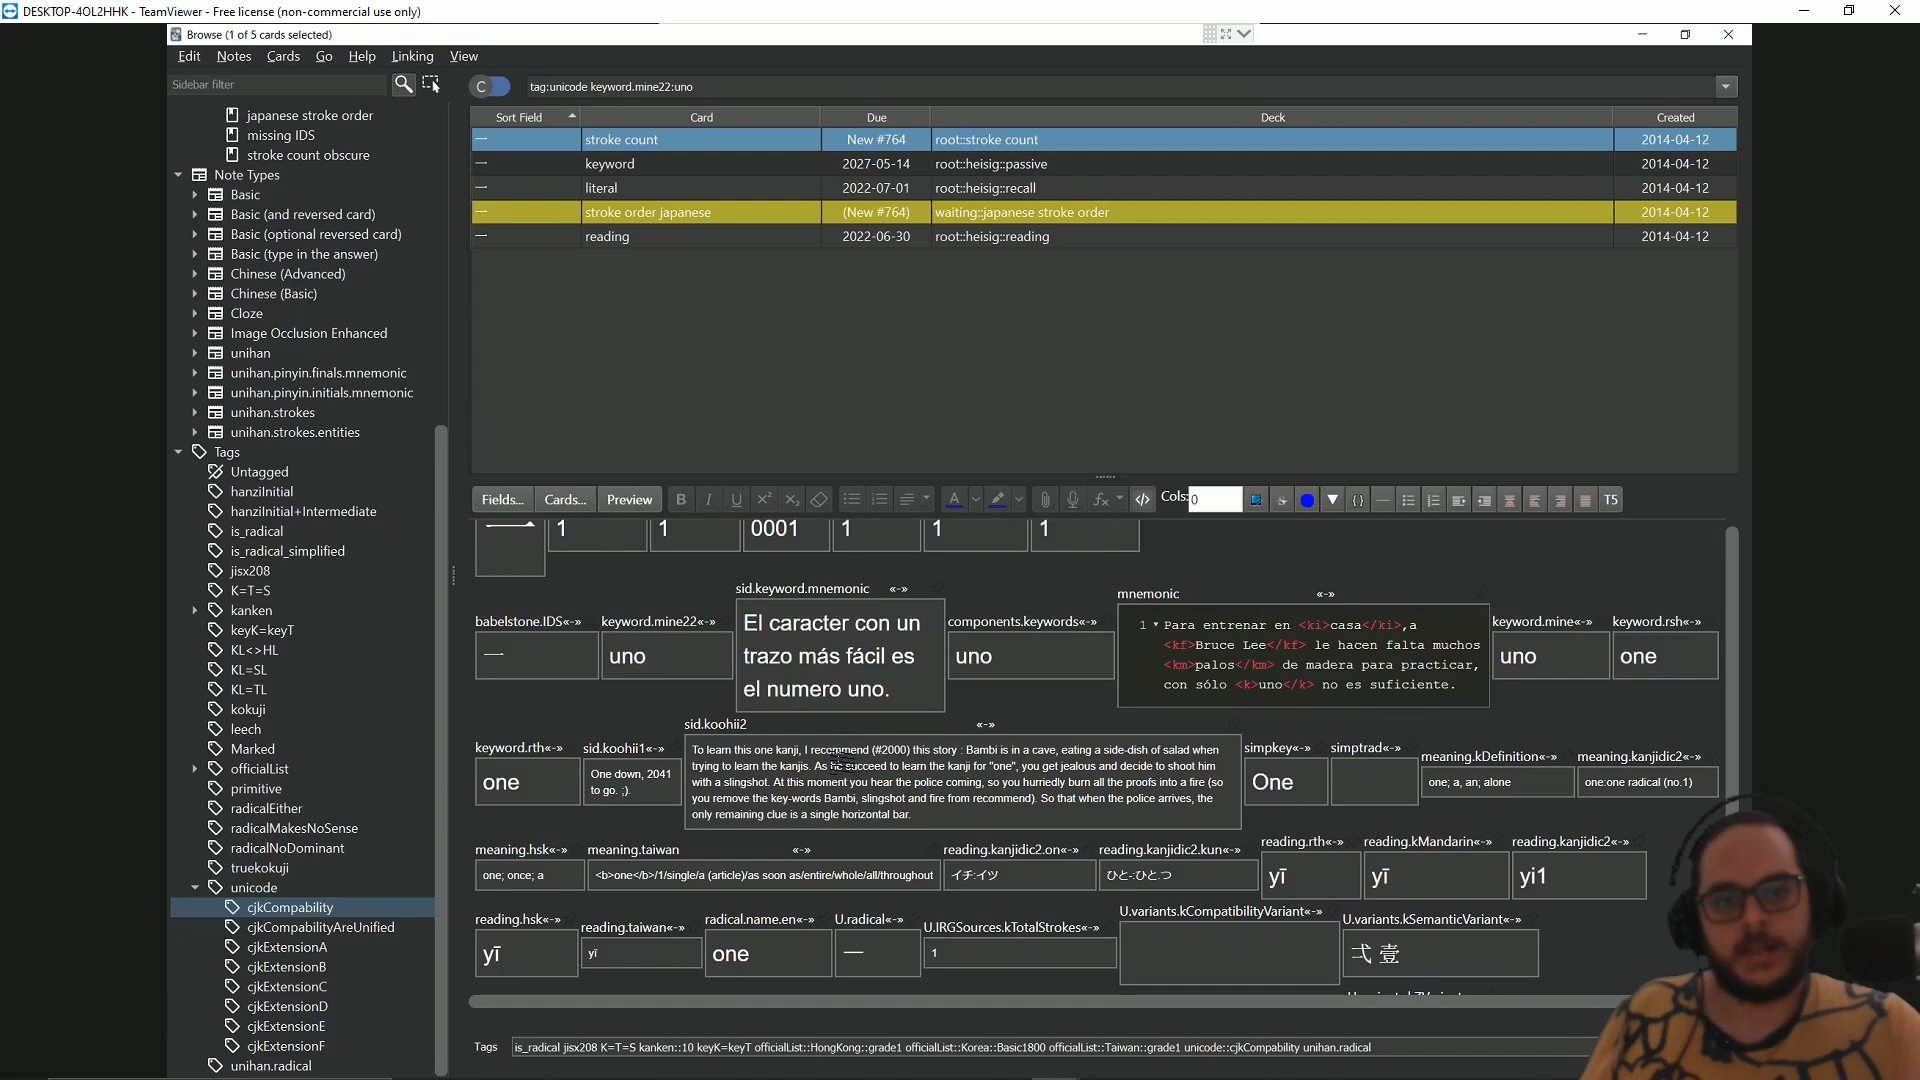 DESKTOP-4OL2HHK - TeamViewer - Free license (non-commercial use only)
Browse (1 of 5 cards selected)
Edit Notes Cards Go Help Linking View
Sidebar filter
C tag:unicode keyword.mine22:uno
japanese stroke order
missing IDS
stroke count obscure
Note Types
Basic
Basic (and reversed card)
Basic (optional reversed card)
Basic (type in the answer)
Chinese (Advanced)
Chinese (Basic)
Cloze
Image Occlusion Enhanced
unihan
unihan.pinyin.finals.mnemonic
unihan.pinyin.initials.mnemonic
unihan.strokes
unihan.strokes.entities
Tags
Untagged
hanziInitial
hanziInitial+Intermediate
is_radical
is_radical_simplified
jisx208
K=T=S
kanken
keyK=keyT
KL<>HL
KL=SL
KL=TL
kokuji
leech
Marked
officialList
primitive
radicalEither
radicalMakesNoSense
radicalNoDominant
truekokuji
unicode
cjkCompability
cjkCompabilityAreUnified
cjkExtensionA
cjkExtensionB
cjkExtensionC
cjkExtensionD
cjkExtensionE
cjkExtensionF
unihan.radical
Sort Field Card Due Deck Created
一 stroke count New #764 root::stroke count 2014-04-12
一 keyword 2027-05-14 root::heisig::passive 2014-04-12
一 literal 2022-07-01 root::heisig::recall 2014-04-12
一 stroke order japanese (New #764) waiting::japanese stroke order 2014-04-12
一 reading 2022-06-30 root::heisig::reading 2014-04-12
Fields... Cards... Preview B I U x² x₂ A fx </> Cols: 0 {} T5
一 1 1 0001 1 1 1
babelstone.IDS«-»
一
keyword.mine22«-»
uno
sid.keyword.mnemonic «-»
El caracter con un
trazo más fácil es
el numero uno.
components.keywords«-»
uno
mnemonic «-»
1 Para entrenar en <ki>casa</ki>,a
<kf>Bruce Lee</kf> le hacen falta muchos
<km>palos</km> de madera para practicar,
con sólo <k>uno</k> no es suficiente.
keyword.mine«-»
uno
keyword.rsh«-»
one
keyword.rth«-»
one
sid.koohii1«-»
One down, 2041
to go. ;).
sid.koohii2 «-»
To learn this one kanji, I recommend (#2000) this story : Bambi is in a cave, eating a side-dish of salad when
trying to learn the kanjis. As succeed to learn the kanji for "one", you get jealous and decide to shoot him
with a slingshot. At this moment you hear the police coming, so you hurriedly burn all the proofs into a fire (so
you remove the key-words Bambi, slingshot and fire from recommend). So that when the police arrives, the
only remaining clue is a single horizontal bar.
simpkey«-»
One
simptrad«-»
meaning.kDefinition«-»
one; a, an; alone
meaning.kanjidic2«-»
one:one radical (no.1)
meaning.hsk«-»
one; once; a
meaning.taiwan «-»
<b>one</b>/1/single/a (article)/as soon as/entire/whole/all/throughout
reading.kanjidic2.on«-»
イチ:イツ
reading.kanjidic2.kun«-»
ひと-:ひと.つ
reading.rth«-»
yī
reading.kMandarin«-»
yī
reading.kanjidic2«-»
yi1
reading.hsk«-»
yī
reading.taiwan«-»
yī
radical.name.en«-»
one
U.radical«-»
一
U.IRGSources.kTotalStrokes«-»
1
U.variants.kCompatibilityVariant«-»
U.variants.kSemanticVariant«-»
弌 壹
Tags is_radical jisx208 K=T=S kanken::10 keyK=keyT officialList::HongKong::grade1 officialList::Korea::Basic1800 officialList::Taiwan::grade1 unicode::cjkCompability unihan.radical